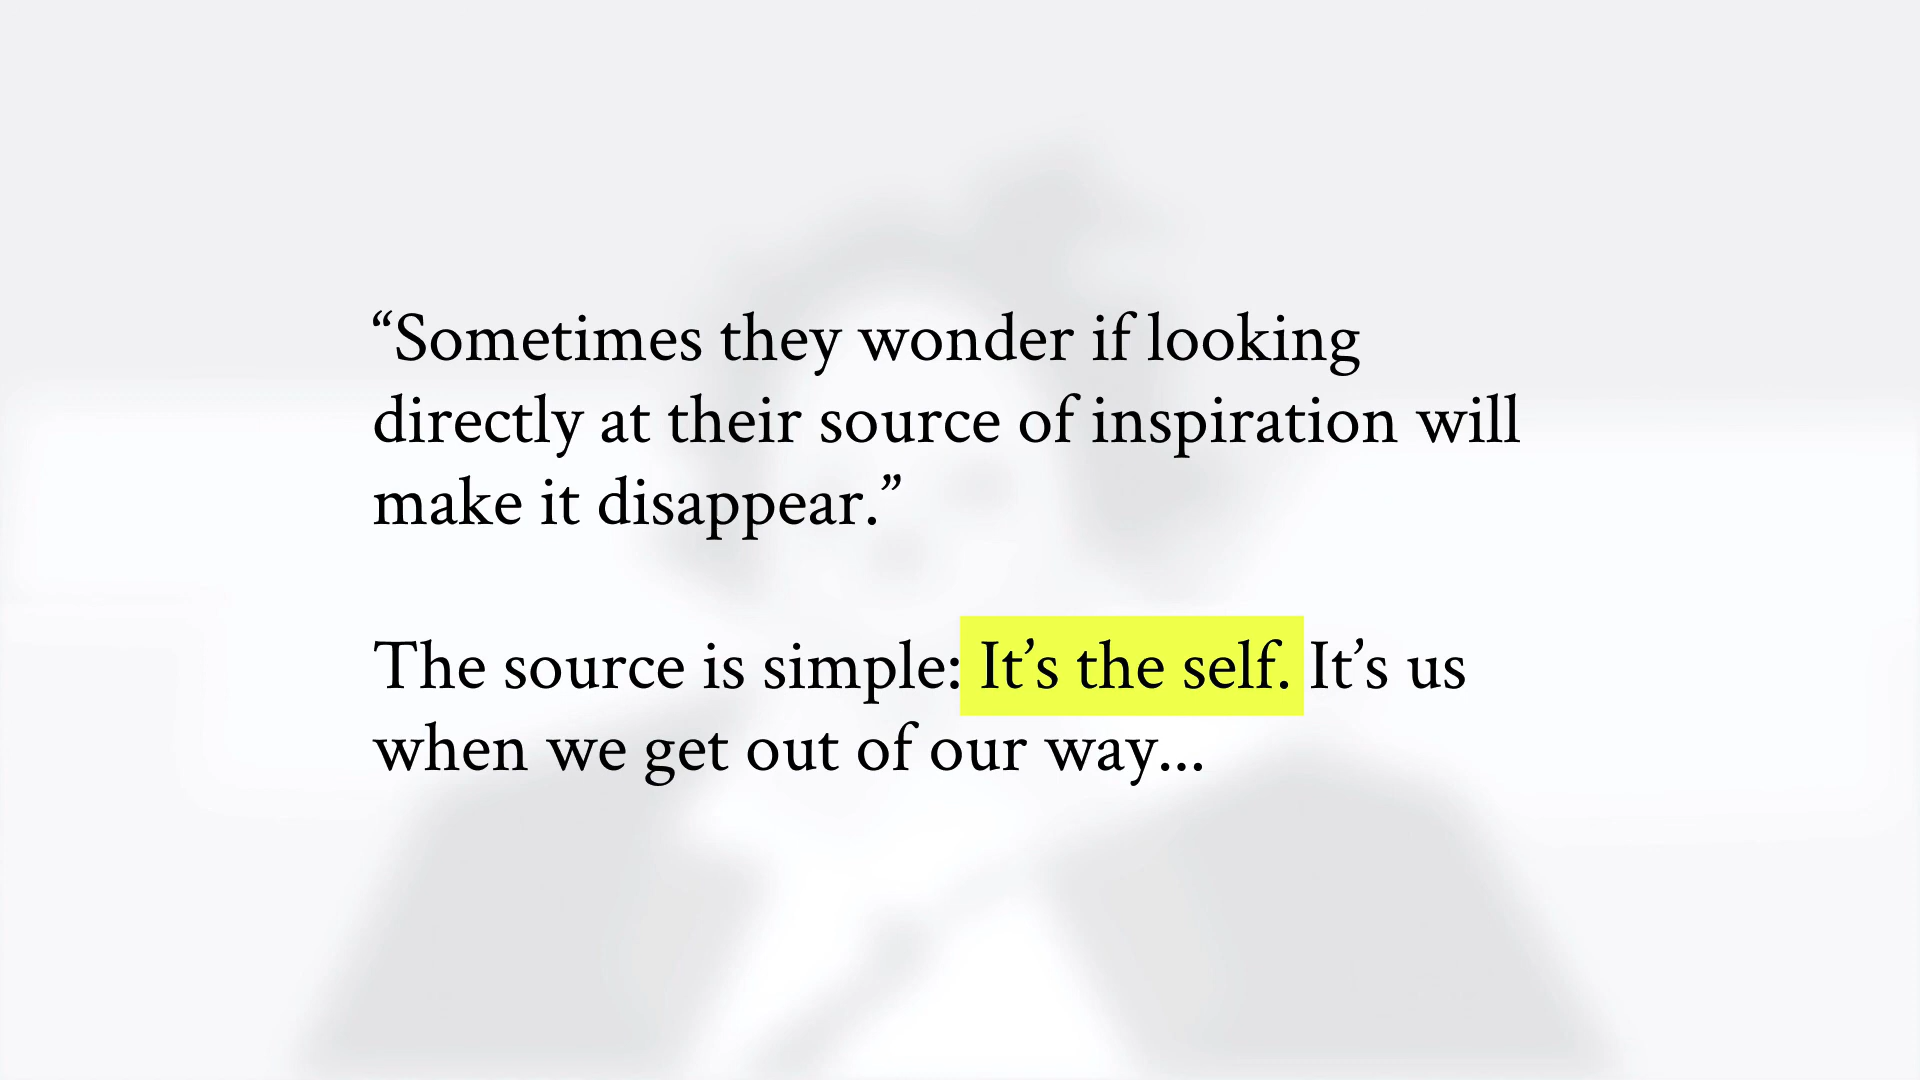 “Sometimes they wonder if looking
directly at their source of inspiration will
make it disappear.”
The source is simple: It’s the self. It’s us
when we get out of our way...